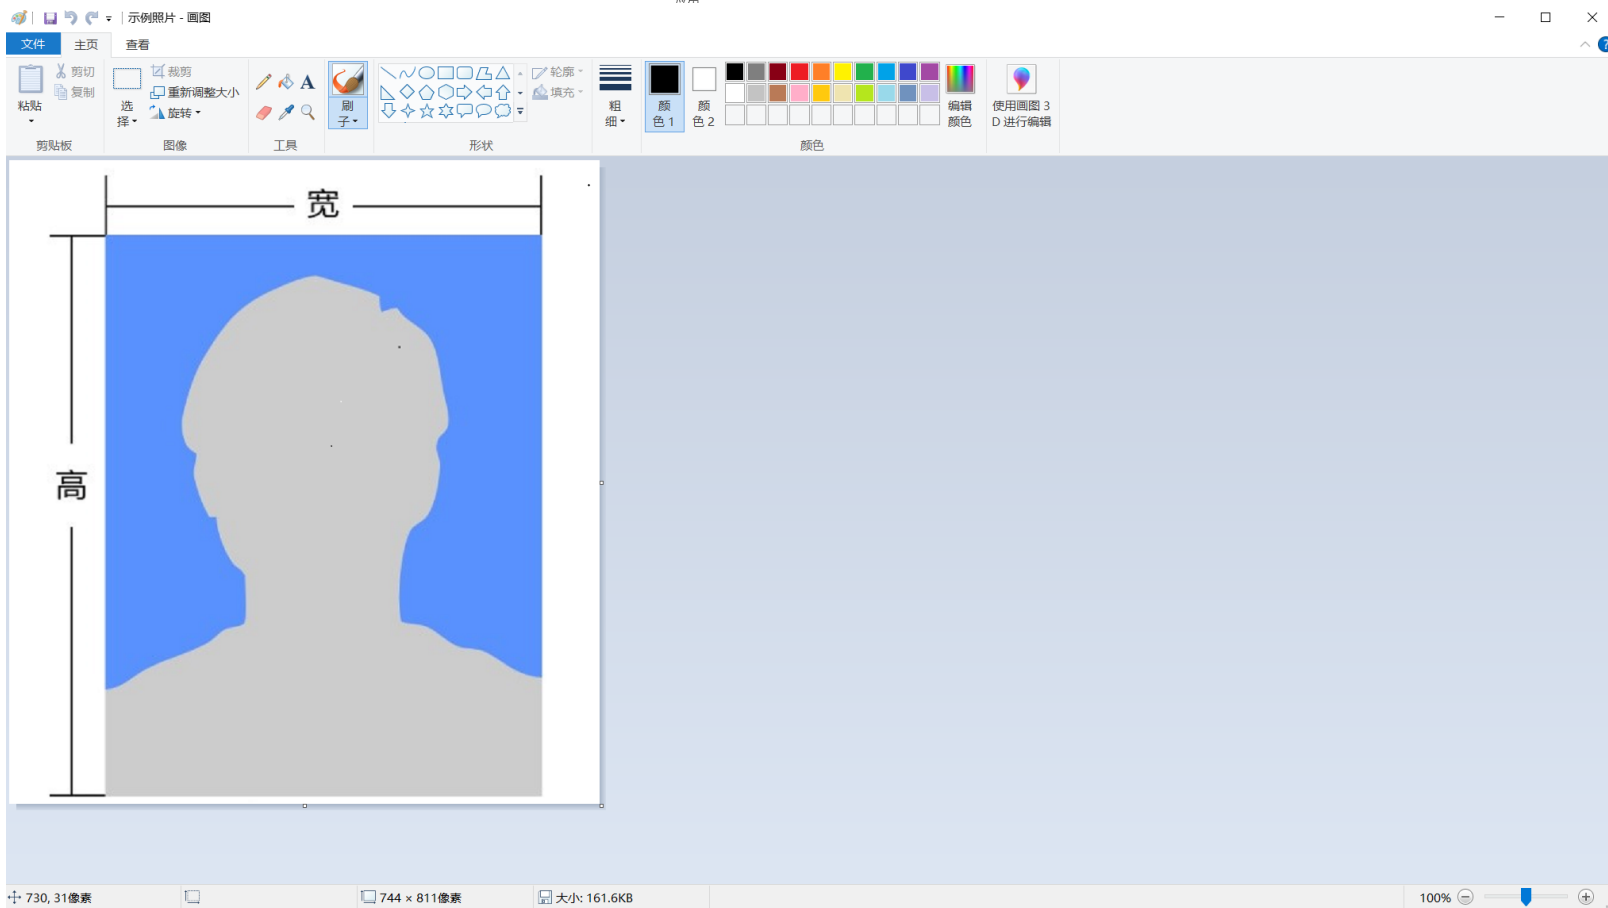 示例照片 - 画图
文件 主页 查看
粘贴
剪切
复制
剪贴板
选择
裁剪
重新调整大小
旋转
图像
A
工具
刷子
形状
轮廓
填充
粗细
颜色 1
颜色 2
颜色
编辑颜色
使用画图 3D 进行编辑
宽
高
730, 31像素
744 × 811像素
大小: 161.6KB
100%